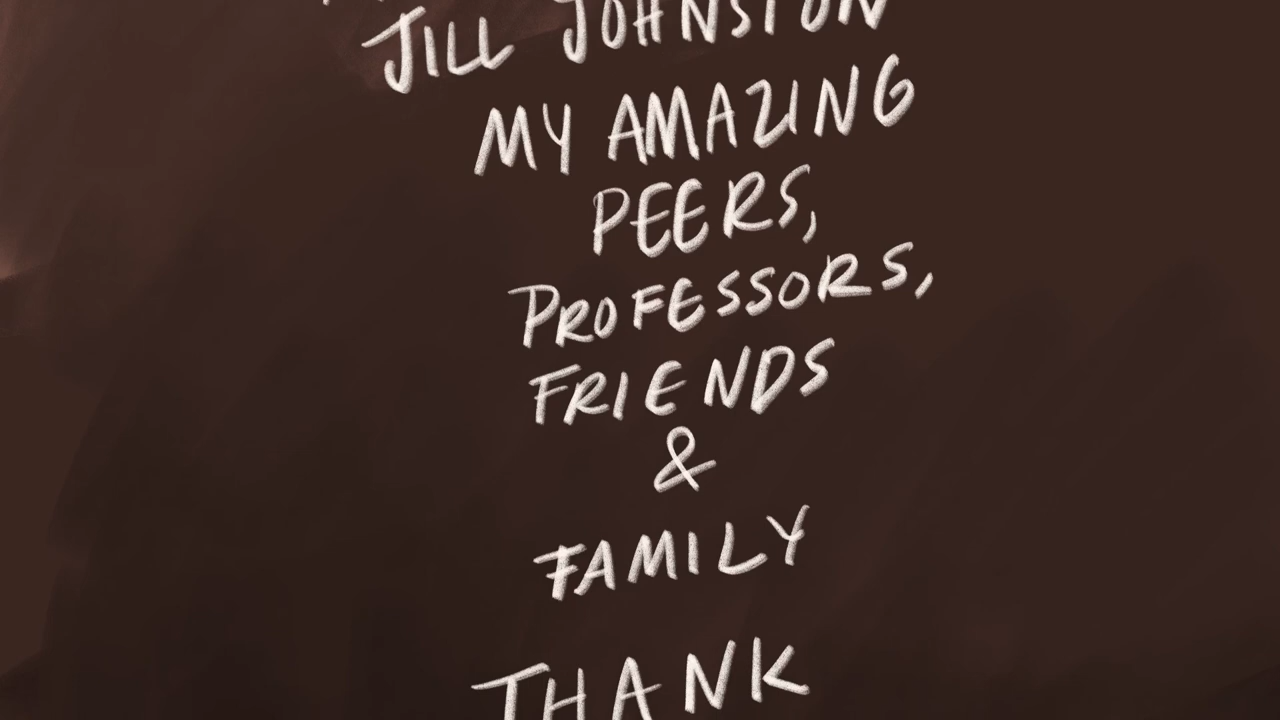 JILL JOHNSTON
MY AMAZING
PEERS,
PROFESSORS,
FRIENDS
&
FAMILY
THANK